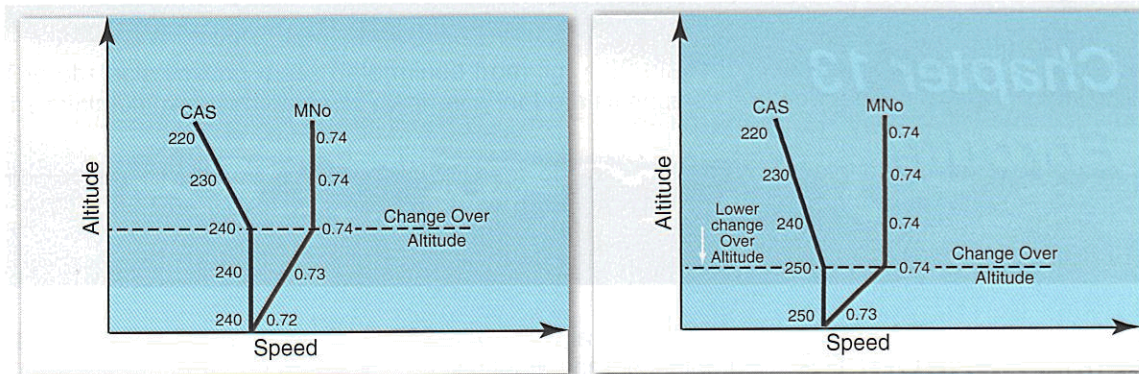 CAS
MNo
220
0.74
230
0.74
Altitude
240
0.74
Change Over
Altitude
240
0.73
240
0.72
Speed
Chapter 13
CAS
MNo
220
0.74
230
0.74
Altitude
Lower
change
Over
Altitude
240
0.74
250
0.74
Change Over
Altitude
250
0.73
Speed